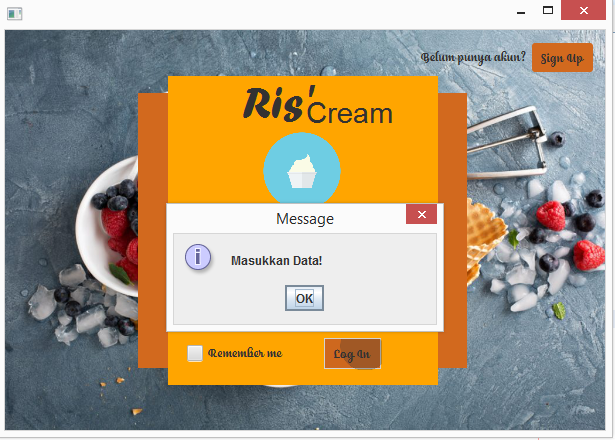 Belum punya akun?
Sign Up
Ris'Cream
Message
Masukkan Data!
OK
Remember me
Log In